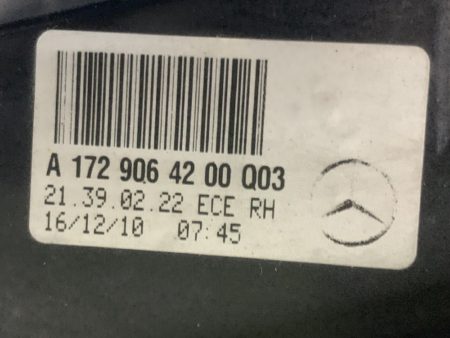 A 172 906 42 00 Q03
21.39.02.22 ECE RH
16/12/10 07:45